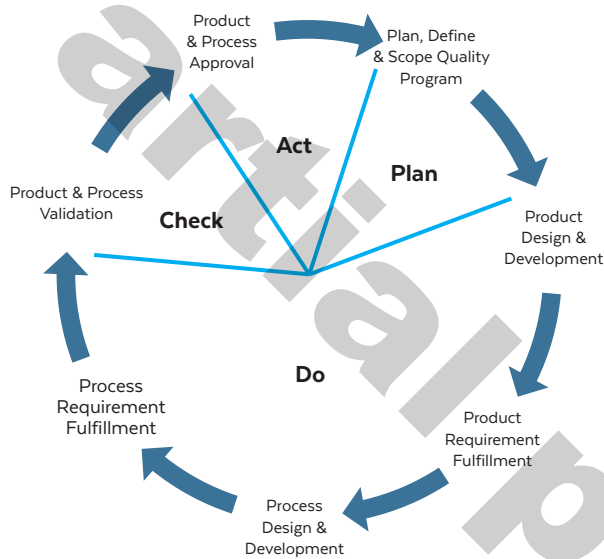 Product
& Process
Approval
Plan, Define
& Scope Quality
Program
Act
Plan
Product & Process
Validation
Check
Product
Design &
Development
Do
Process
Requirement
Fulfillment
Product
Requirement
Fulfillment
Process
Design &
Development
artial p